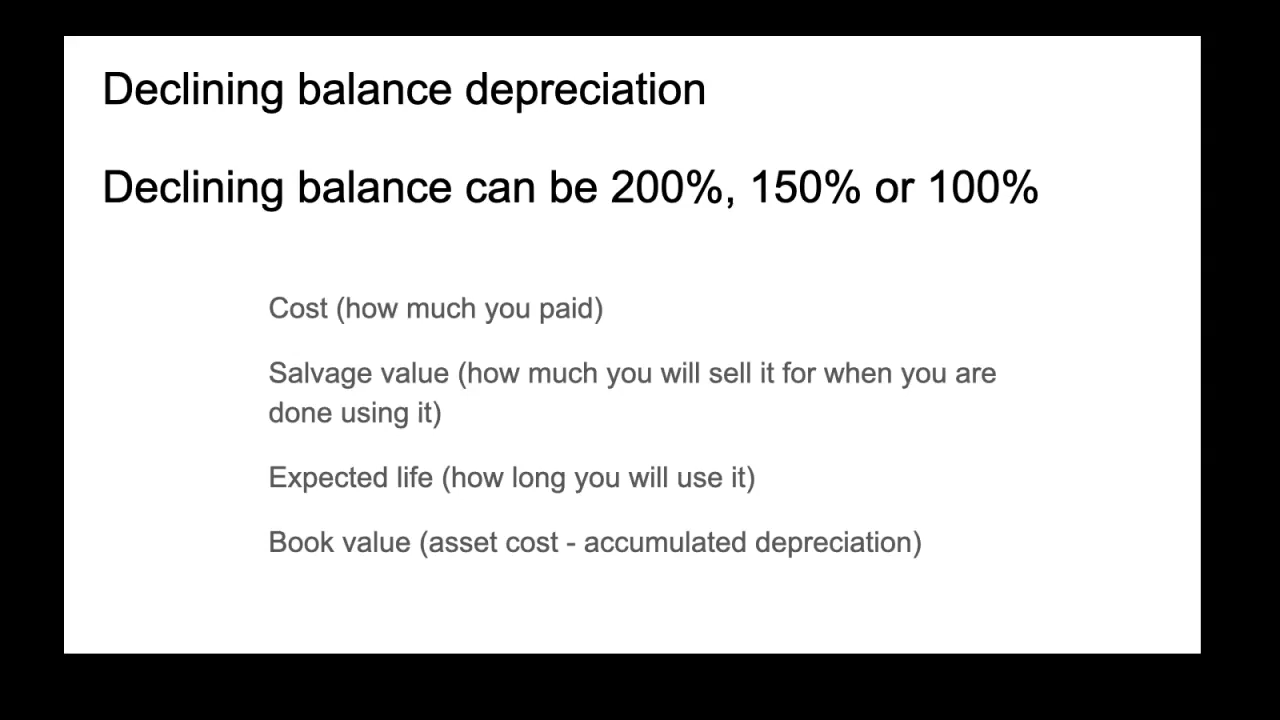 Declining balance depreciation
Declining balance can be 200%, 150% or 100%
Cost (how much you paid)
Salvage value (how much you will sell it for when you are
done using it)
Expected life (how long you will use it)
Book value (asset cost - accumulated depreciation)